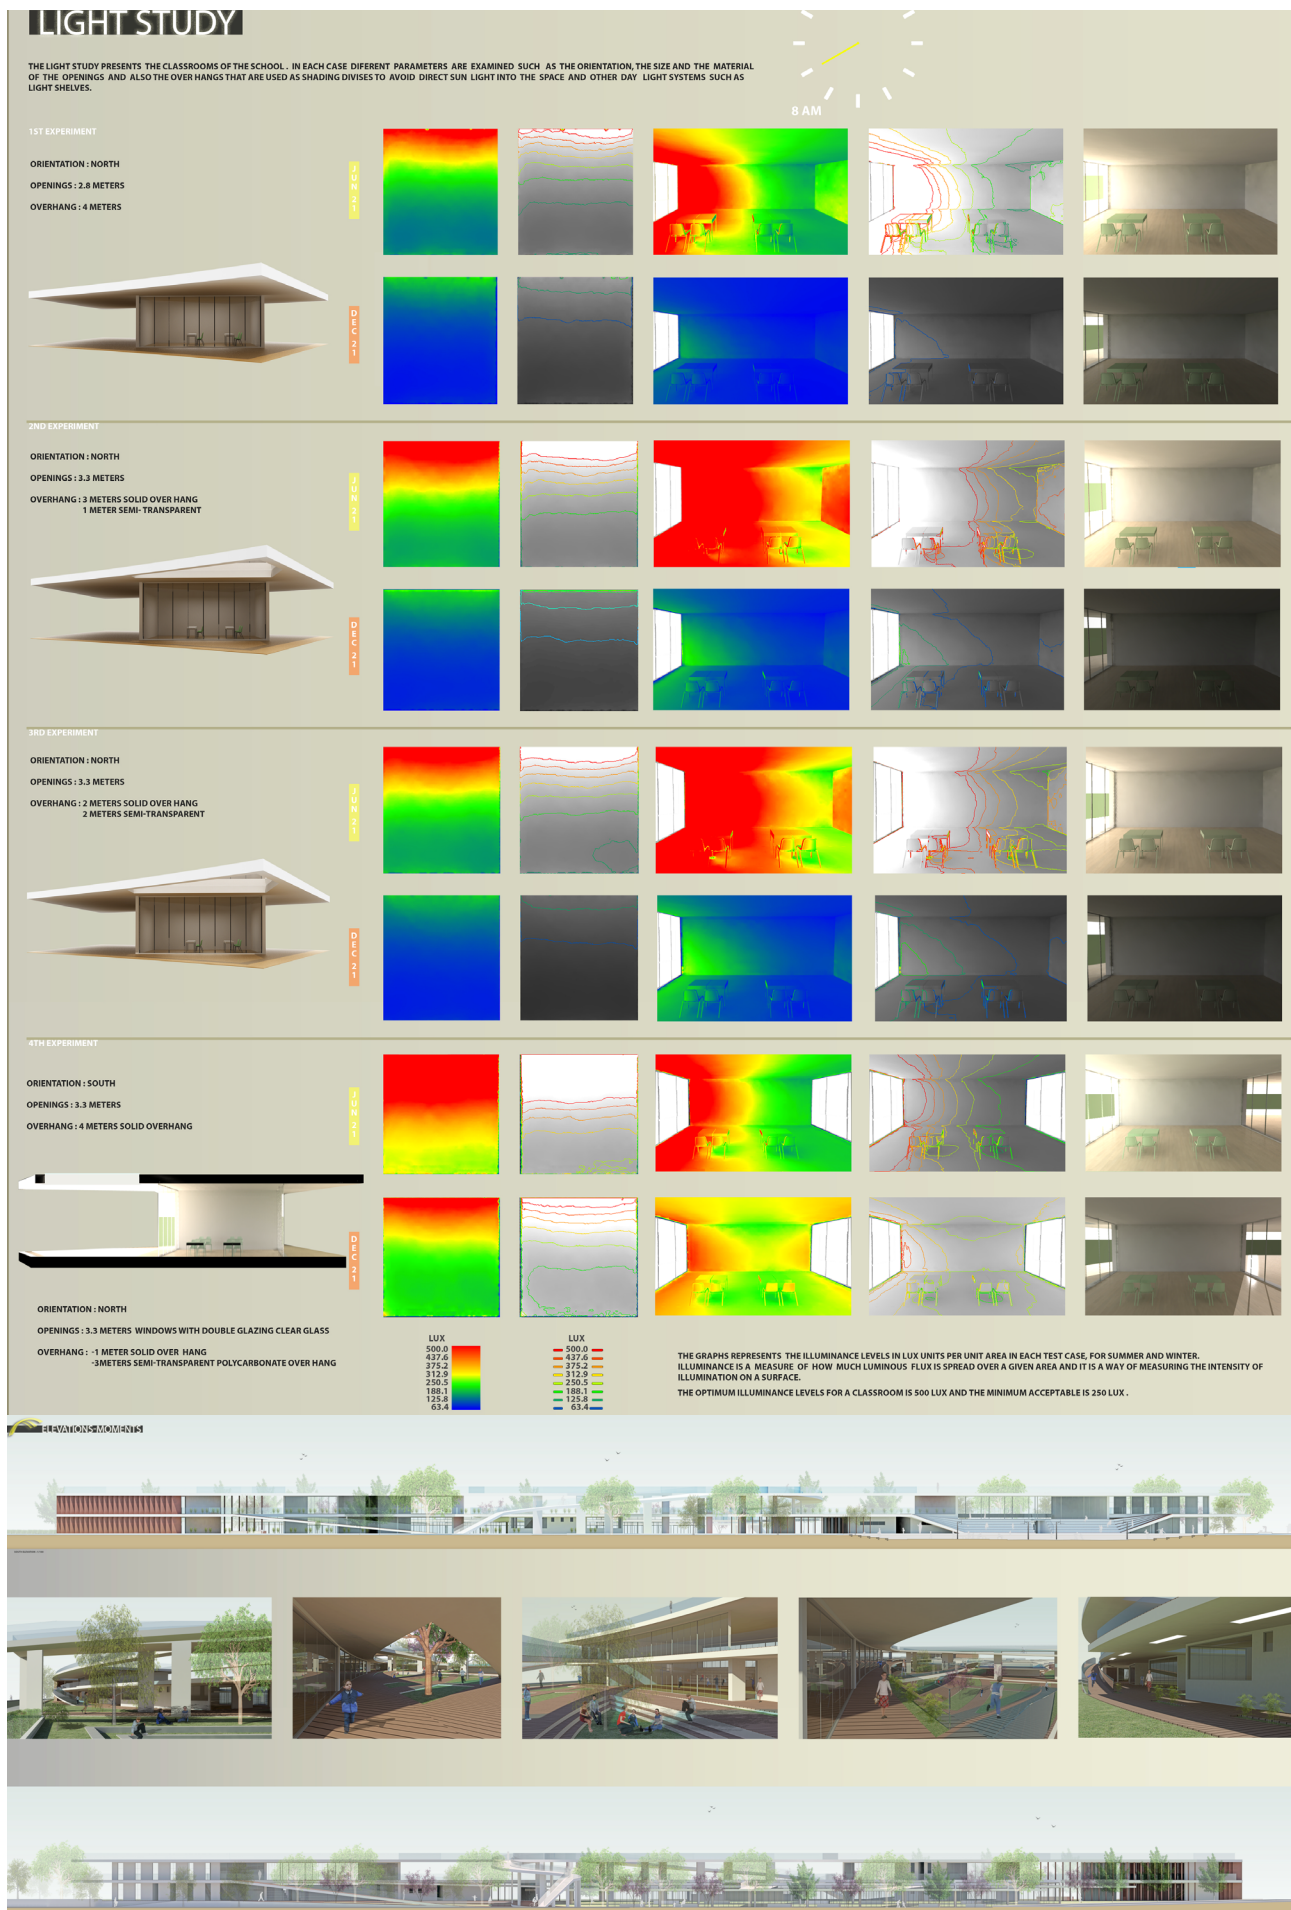 LIGHT STUDY
THE LIGHT STUDY PRESENTS THE CLASSROOMS OF THE SCHOOL . IN EACH CASE DIFERENT PARAMETERS ARE EXAMINED SUCH AS THE ORIENTATION, THE SIZE AND THE MATERIAL
OF THE OPENINGS AND ALSO THE OVER HANGS THAT ARE USED AS SHADING DIVISES TO AVOID DIRECT SUN LIGHT INTO THE SPACE AND OTHER DAY LIGHT SYSTEMS SUCH AS
LIGHT SHELVES.
8 AM
1ST EXPERIMENT
ORIENTATION : NORTH
OPENINGS : 2.8 METERS
OVERHANG : 4 METERS
JUN 21
DEC 21
2ND EXPERIMENT
ORIENTATION : NORTH
OPENINGS : 3.3 METERS
OVERHANG : 3 METERS SOLID OVER HANG
1 METER SEMI- TRANSPARENT
JUN 21
DEC 21
3RD EXPERIMENT
ORIENTATION : NORTH
OPENINGS : 3.3 METERS
OVERHANG : 2 METERS SOLID OVER HANG
2 METERS SEMI-TRANSPARENT
JUN 21
DEC 21
4TH EXPERIMENT
ORIENTATION : SOUTH
OPENINGS : 3.3 METERS
OVERHANG : 4 METERS SOLID OVERHANG
JUN 21
DEC 21
ORIENTATION : NORTH
OPENINGS : 3.3 METERS WINDOWS WITH DOUBLE GLAZING CLEAR GLASS
OVERHANG : -1 METER SOLID OVER HANG
-3METERS SEMI-TRANSPARENT POLYCARBONATE OVER HANG
LUX
500.0
437.6
375.2
312.9
250.5
188.1
125.8
63.4
LUX
500.0
437.6
375.2
312.9
250.5
188.1
125.8
63.4
THE GRAPHS REPRESENTS THE ILLUMINANCE LEVELS IN LUX UNITS PER UNIT AREA IN EACH TEST CASE, FOR SUMMER AND WINTER.
ILLUMINANCE IS A MEASURE OF HOW MUCH LUMINOUS FLUX IS SPREAD OVER A GIVEN AREA AND IT IS A WAY OF MEASURING THE INTENSITY OF
ILLUMINATION ON A SURFACE.
THE OPTIMUM ILLUMINANCE LEVELS FOR A CLASSROOM IS 500 LUX AND THE MINIMUM ACCEPTABLE IS 250 LUX .
ELEVATIONS-MOMENTS